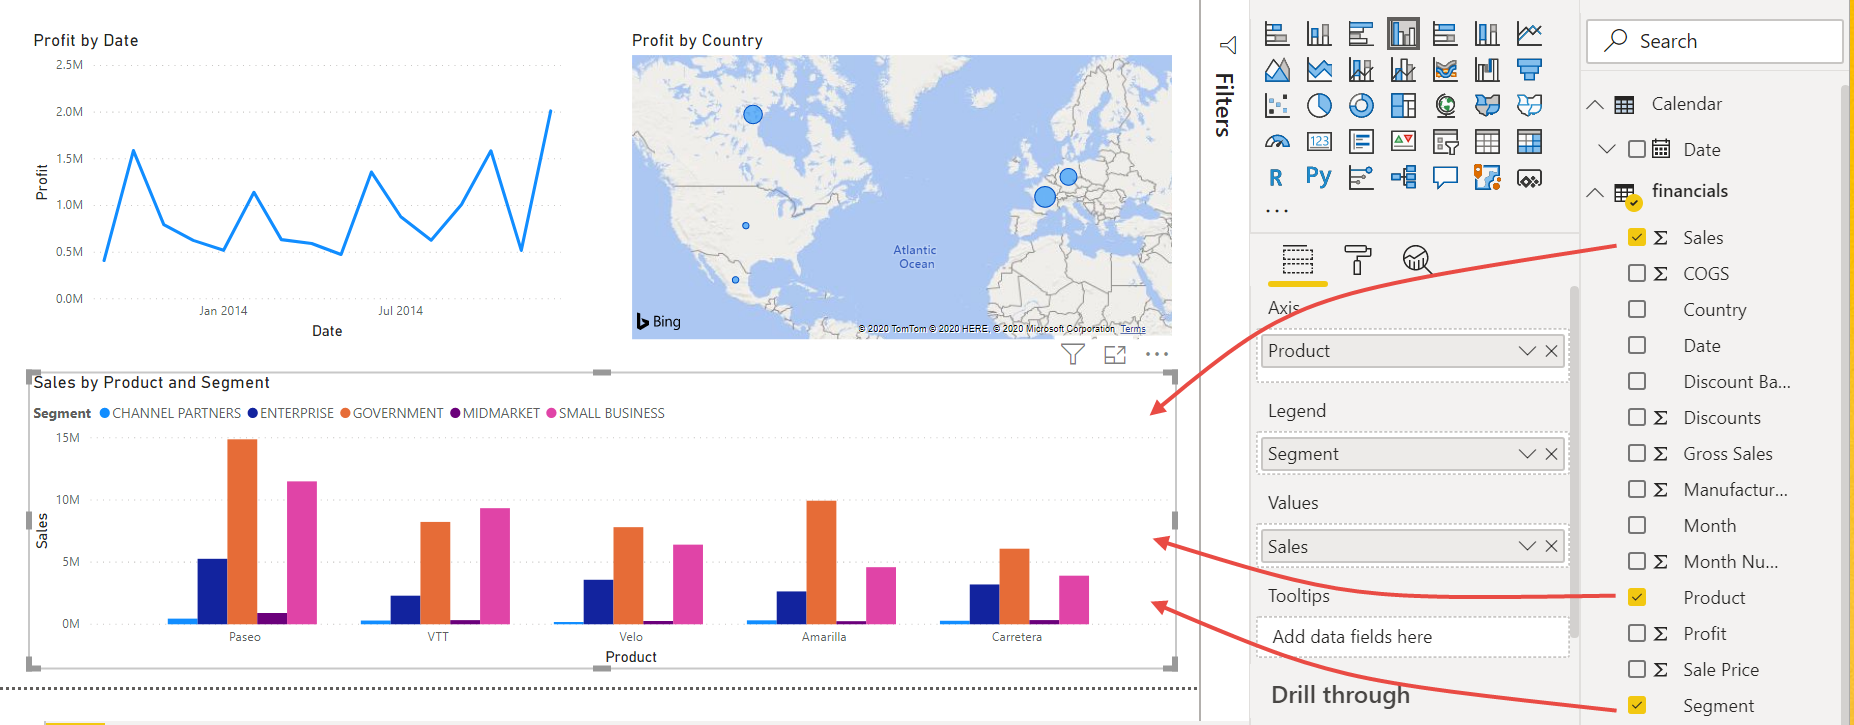 Profit by Date
2.5M
2.0M
1.5M
1.0M
0.5M
0.0M
Profit
Jan 2014
Jul 2014
Date
Profit by Country
Atlantic
Ocean
Bing
© 2020 TomTom © 2020 HERE, © 2020 Microsoft Corporation Terms
Sales by Product and Segment
Segment CHANNEL PARTNERS ENTERPRISE GOVERNMENT MIDMARKET SMALL BUSINESS
15M
10M
5M
0M
Sales
Paseo
VTT
Velo
Amarilla
Carretera
Product
Filters
123
R
Py
...
Axis
Product
Legend
Segment
Values
Sales
Tooltips
Add data fields here
Drill through
Search
Calendar
Date
financials
Σ Sales
Σ COGS
Country
Date
Discount Ba...
Σ Discounts
Σ Gross Sales
Σ Manufactur...
Month
Σ Month Nu...
Product
Σ Profit
Σ Sale Price
Segment